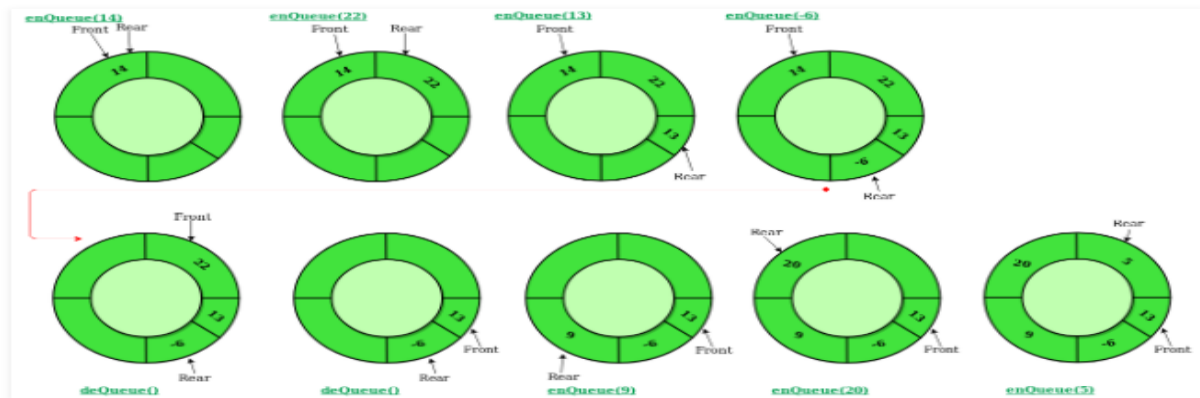 enQueue(14) enQueue(22) enQueue(13) enQueue(-6)
Front Rear Front Rear Front Front
14 14 22 14 22 14 22
13 13
-6
Rear
Rear
Front
Rear Rear
22 20 20 5
13 13 13 13 13
-6 -6 9 -6 9 -6 9 -6
Front Front Front Front
Rear Rear Rear
deQueue() deQueue() enQueue(9) enQueue(20) enQueue(5)